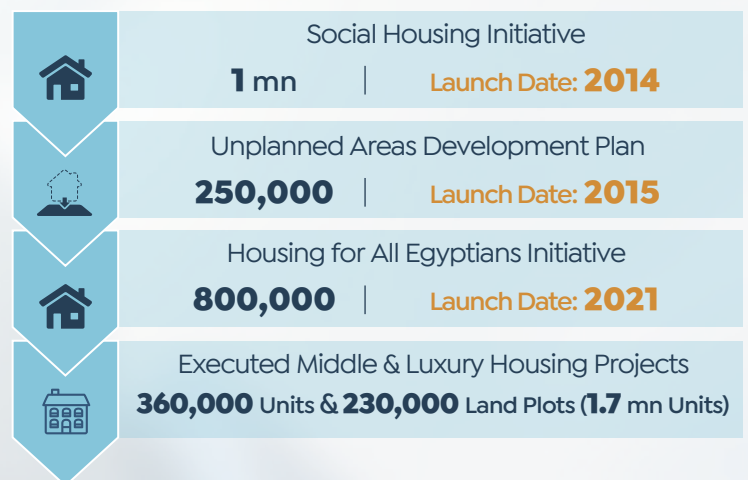 Social Housing Initiative
1 mn | Launch Date: 2014
Unplanned Areas Development Plan
250,000 | Launch Date: 2015
Housing for All Egyptians Initiative
800,000 | Launch Date: 2021
Executed Middle & Luxury Housing Projects
360,000 Units & 230,000 Land Plots (1.7 mn Units)